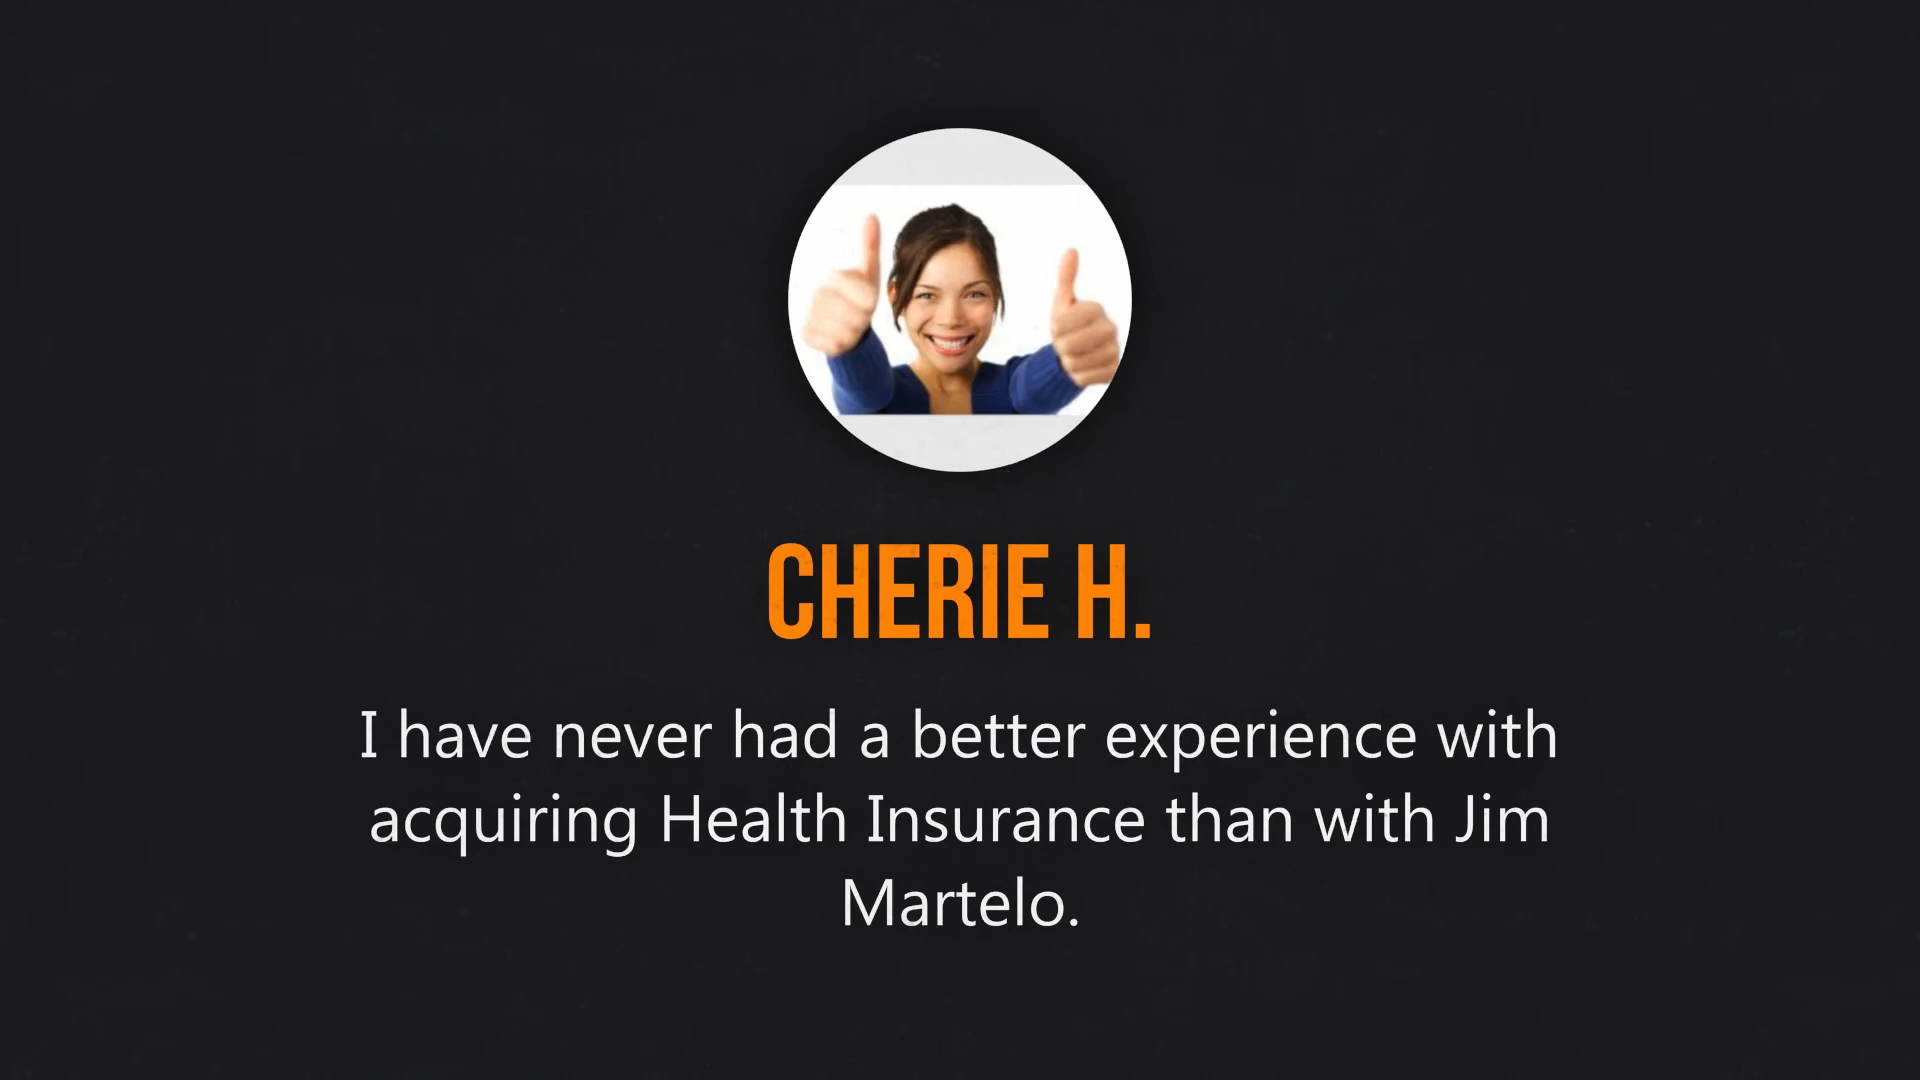 CHERIE H.
I have never had a better experience with
acquiring Health Insurance than with Jim
Martelo.